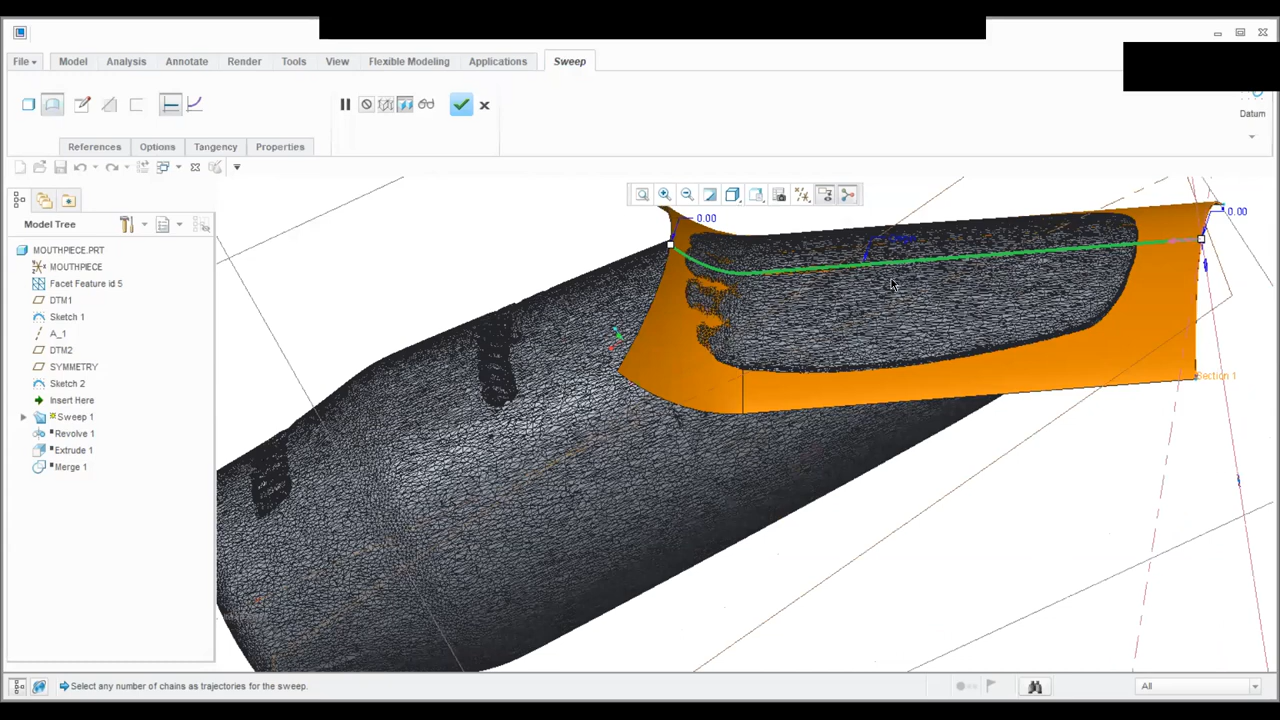 File Model Analysis Annotate Render Tools View Flexible Modeling Applications Sweep
Datum
References Options Tangency Properties
Model Tree
MOUTHPIECE.PRT
MOUTHPIECE
Facet Feature id 5
DTM1
Sketch 1
A_1
DTM2
SYMMETRY
Sketch 2
Insert Here
Sweep 1
Revolve 1
Extrude 1
Merge 1
0.00
0.00
Section 1
Select any number of chains as trajectories for the sweep.
All